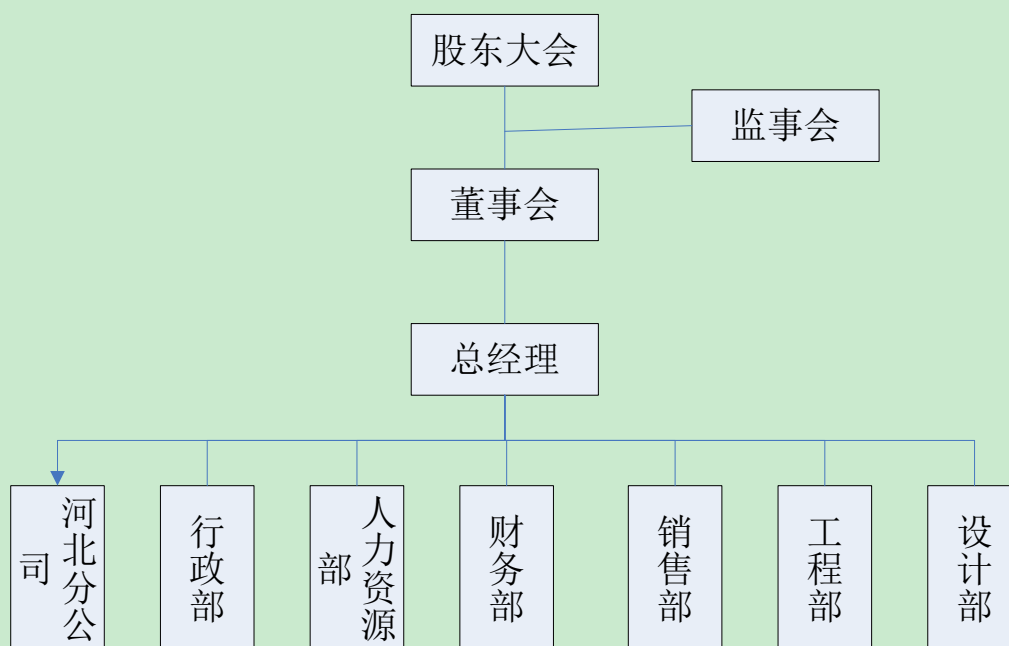 股东大会
监事会
董事会
总经理
河北分公
司
行政部
人力资源
部
财务部
销售部
工程部
设计部